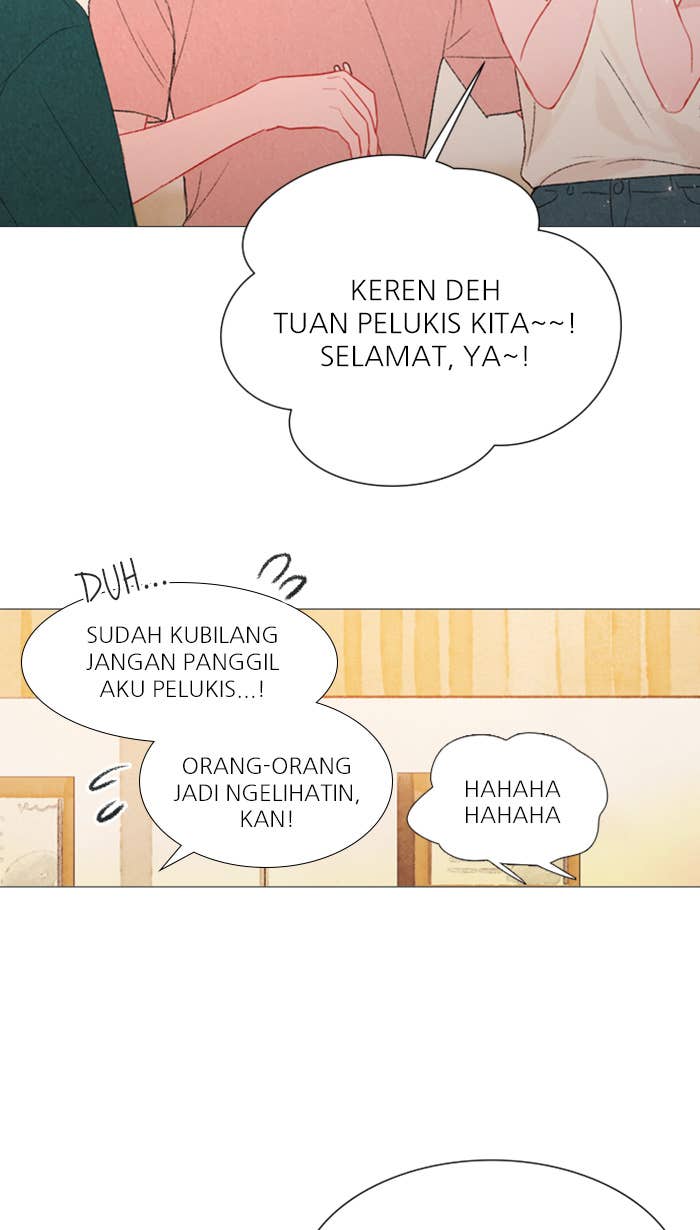 KEREN DEH
TUAN PELUKIS KITA~~!
SELAMAT, YA~!
DUH...
SUDAH KUBILANG
JANGAN PANGGIL
AKU PELUKIS...!
ORANG-ORANG
JADI NGELIHATIN,
KAN!
HAHAHA
HAHAHA